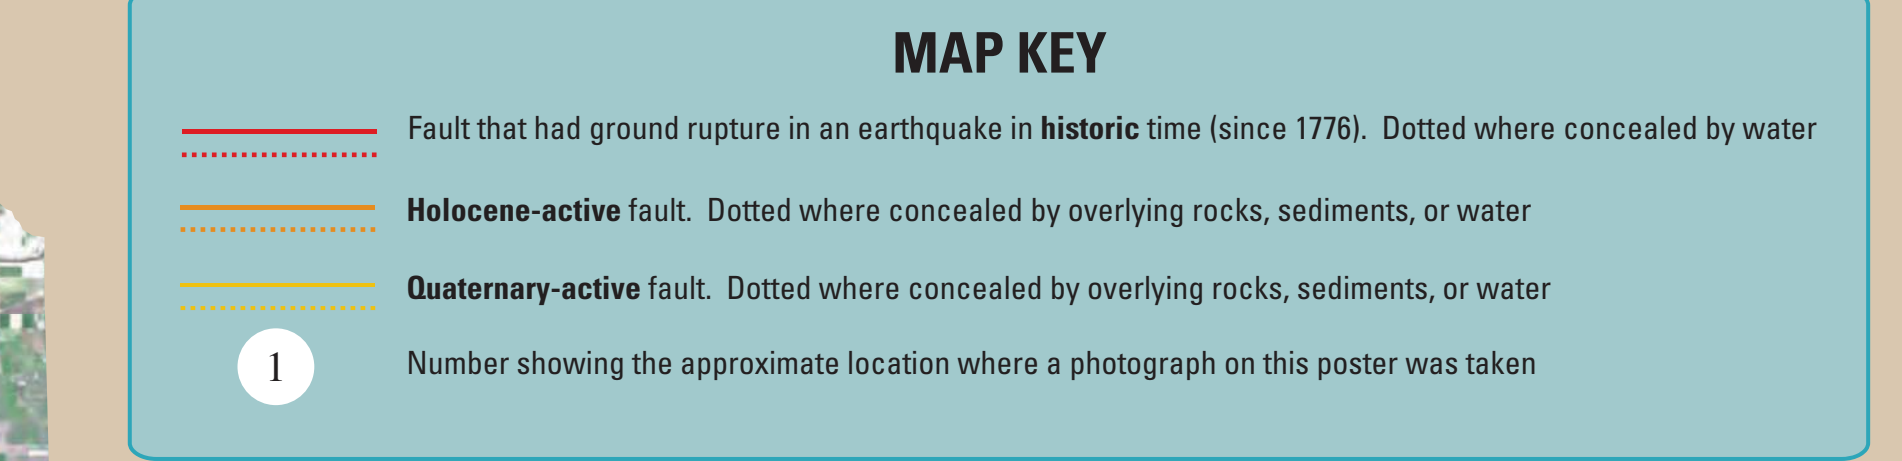 MAP KEY
Fault that had ground rupture in an earthquake in historic time (since 1776).  Dotted where concealed by water
Holocene-active fault.  Dotted where concealed by overlying rocks, sediments, or water
Quaternary-active fault.  Dotted where concealed by overlying rocks, sediments, or water
1 Number showing the approximate location where a photograph on this poster was taken